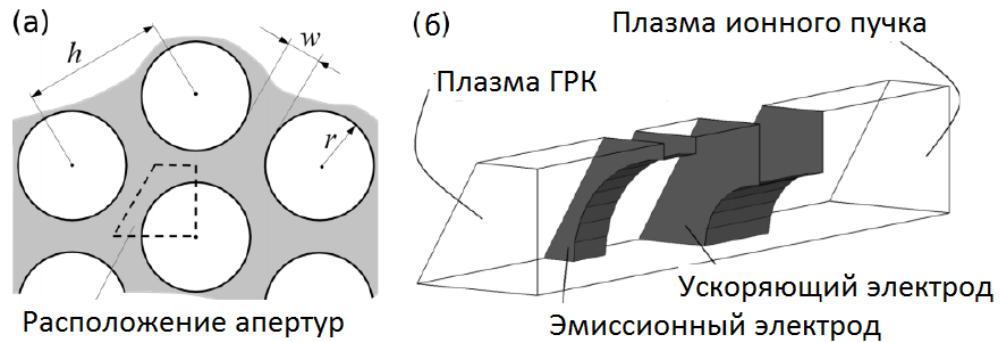 (а)
h
w
r
Расположение апертур
(б)
Плазма ионного пучка
Плазма ГРК
Ускоряющий электрод
Эмиссионный электрод